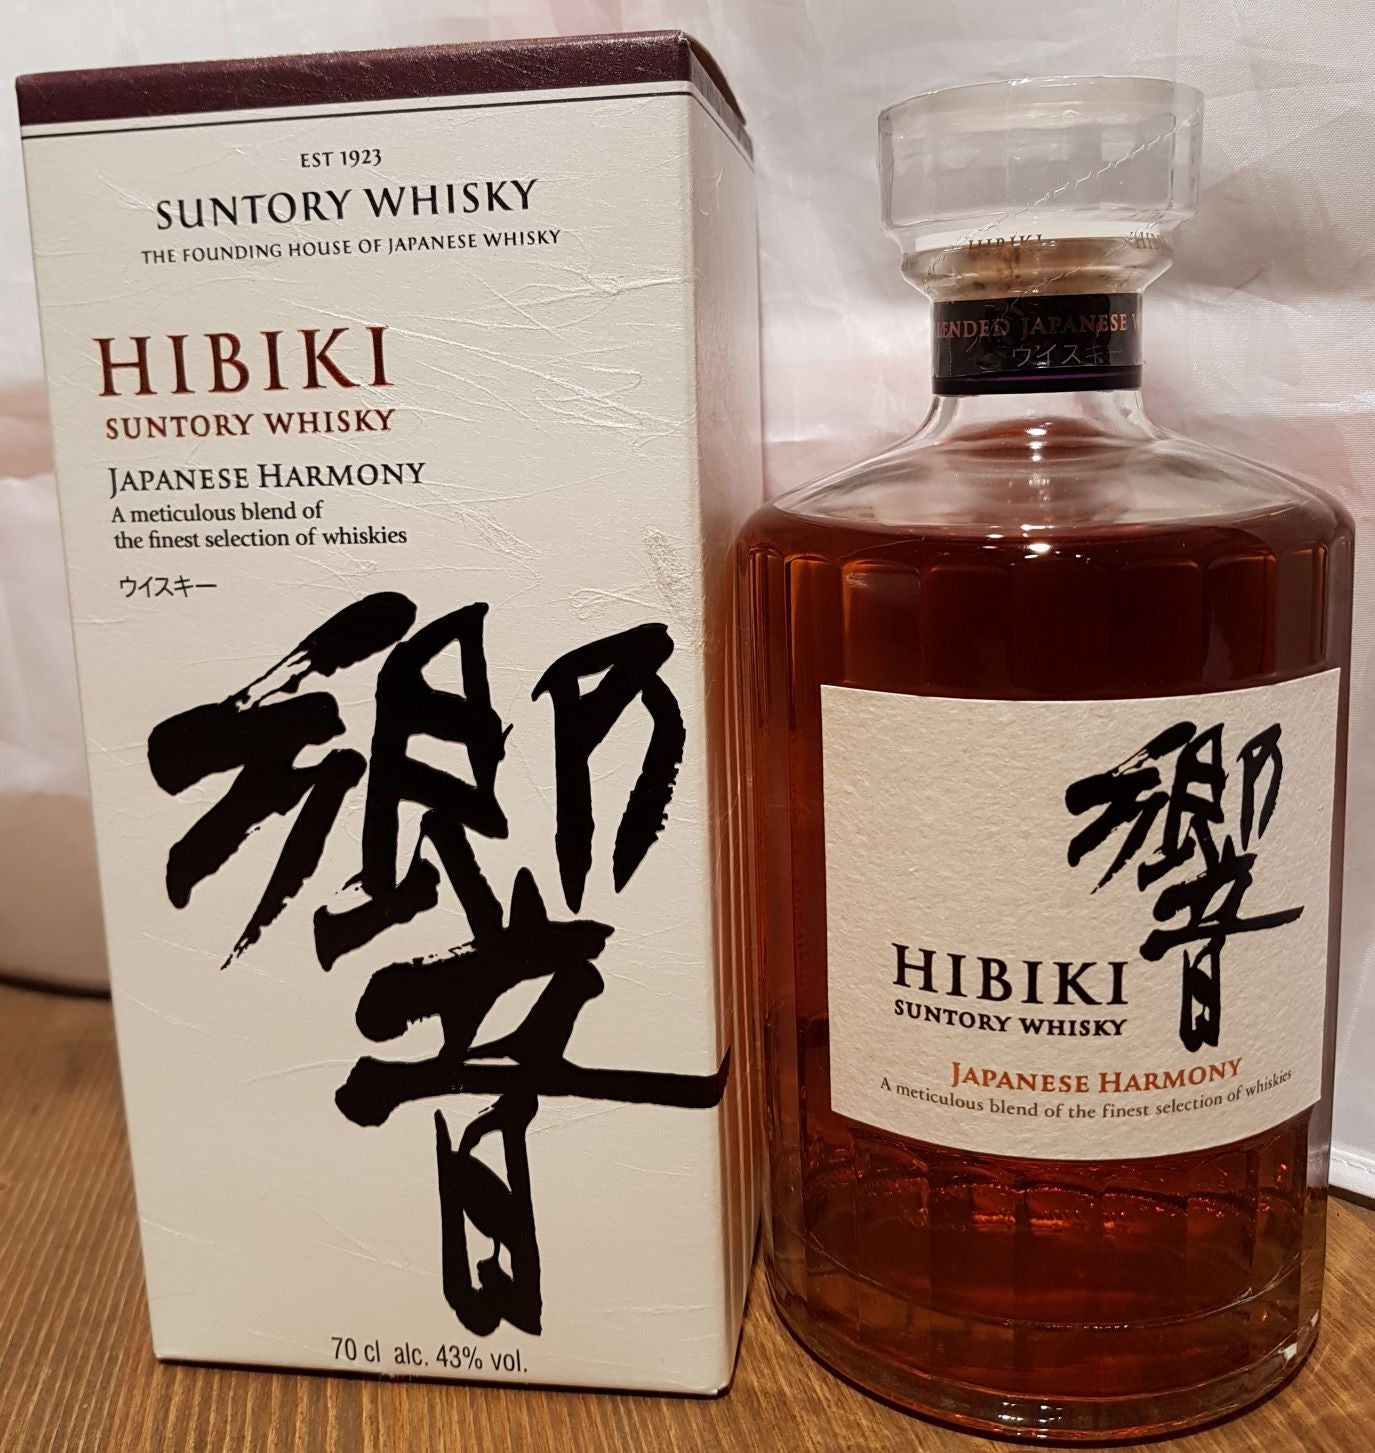 EST 1923
SUNTORY WHISKY
THE FOUNDING HOUSE OF JAPANESE WHISKY
HIBIKI
SUNTORY WHISKY
JAPANESE HARMONY
A meticulous blend of
the finest selection of whiskies
ウイスキー
響
70 cl alc. 43% vol.
HIBIKI
JAPANESE
ウイスキー
響
HIBIKI
SUNTORY WHISKY
JAPANESE HARMONY
A meticulous blend of the finest selection of whiskies